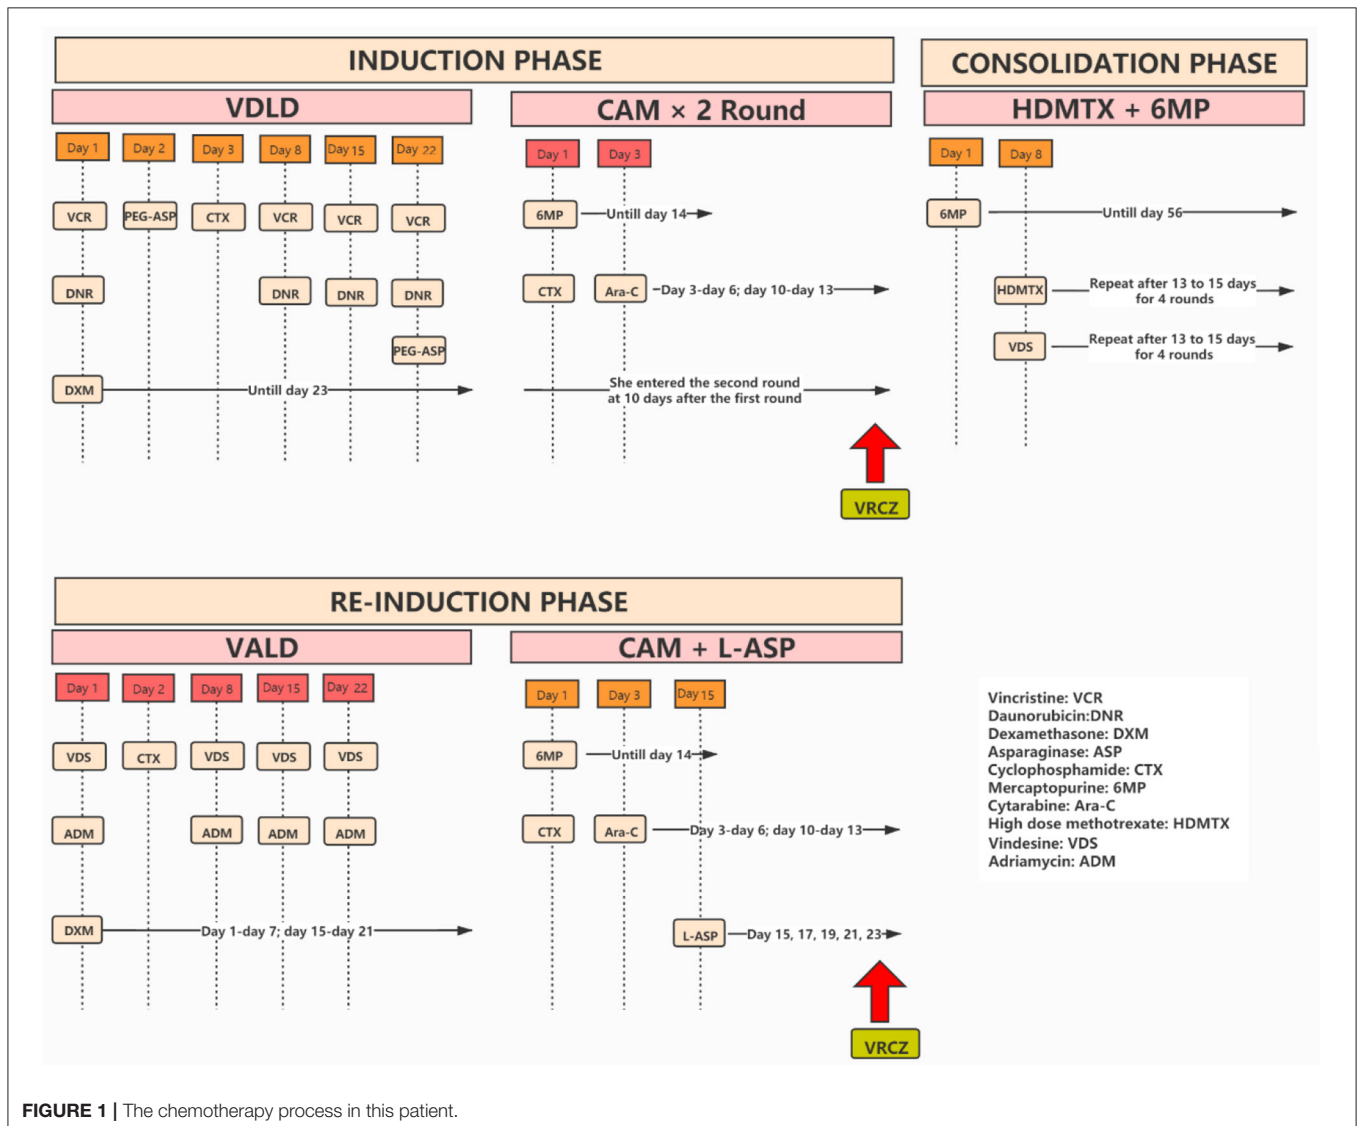 INDUCTION PHASE
CONSOLIDATION PHASE
VDLD
CAM × 2 Round
HDMTX + 6MP
Day 1 Day 2 Day 3 Day 8 Day 15 Day 22
Day 1 Day 3
Day 1 Day 8
VCR PEG-ASP CTX VCR VCR VCR
6MP Untill day 14
6MP Untill day 56
DNR DNR DNR DNR
CTX Ara-C Day 3-day 6; day 10-day 13
HDMTX Repeat after 13 to 15 days
for 4 rounds
PEG-ASP
VDS Repeat after 13 to 15 days
for 4 rounds
DXM Untill day 23
She entered the second round
at 10 days after the first round
VRCZ
RE-INDUCTION PHASE
VALD
CAM + L-ASP
Day 1 Day 2 Day 8 Day 15 Day 22
Day 1 Day 3 Day 15
VDS CTX VDS VDS VDS
6MP Untill day 14
ADM ADM ADM ADM
CTX Ara-C Day 3-day 6; day 10-day 13
DXM Day 1-day 7; day 15-day 21
L-ASP Day 15, 17, 19, 21, 23
VRCZ
Vincristine: VCR
Daunorubicin:DNR
Dexamethasone: DXM
Asparaginase: ASP
Cyclophosphamide: CTX
Mercaptopurine: 6MP
Cytarabine: Ara-C
High dose methotrexate: HDMTX
Vindesine: VDS
Adriamycin: ADM
FIGURE 1 | The chemotherapy process in this patient.